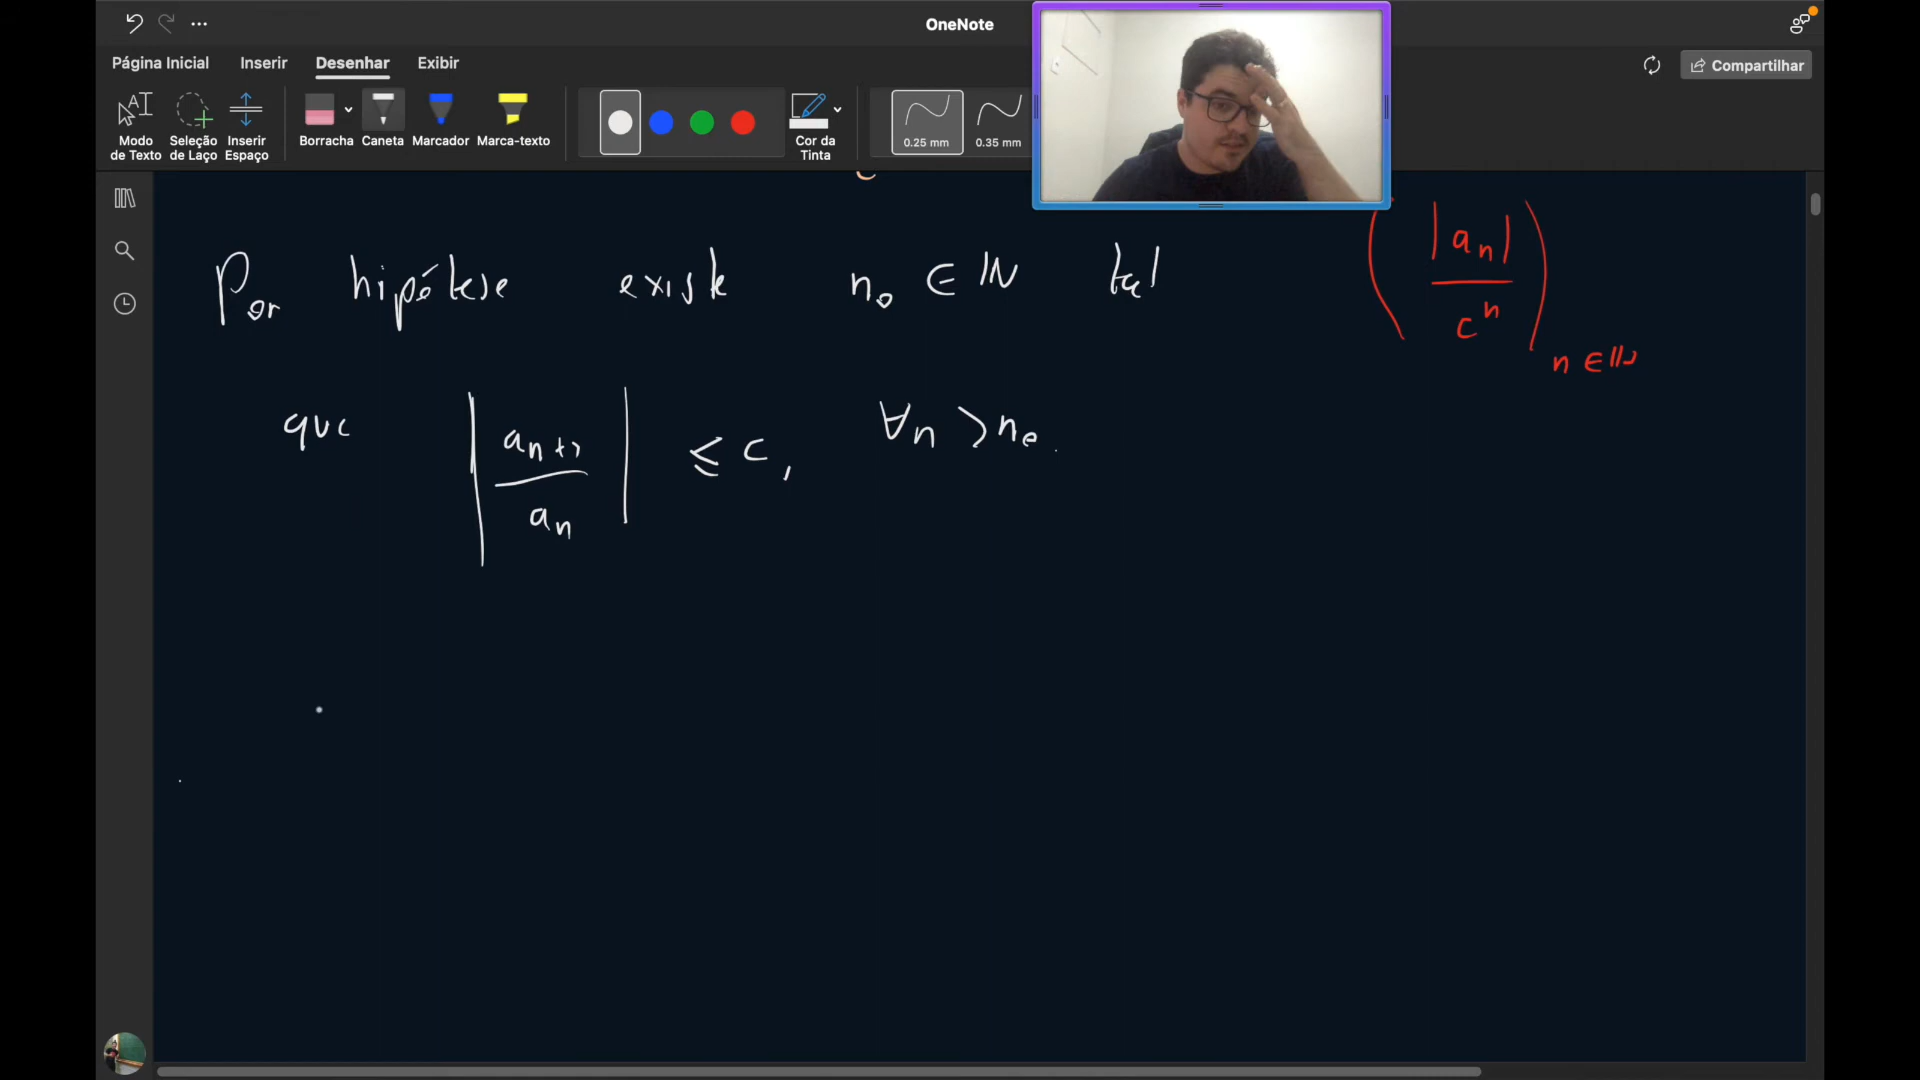 OneNote
Página Inicial Inserir Desenhar Exibir
Compartilhar
Modo de Texto
Seleção de Laço
Inserir Espaço
Borracha
Caneta
Marcador
Marca-texto
Cor da Tinta
0.25 mm
0.35 mm
Por hipótese existe n₀ ∈ ℕ tal
que |aₙ₊₁ / aₙ| ≤ c, ∀n > n₀.
( |aₙ| / cⁿ ) n ∈ ℕ